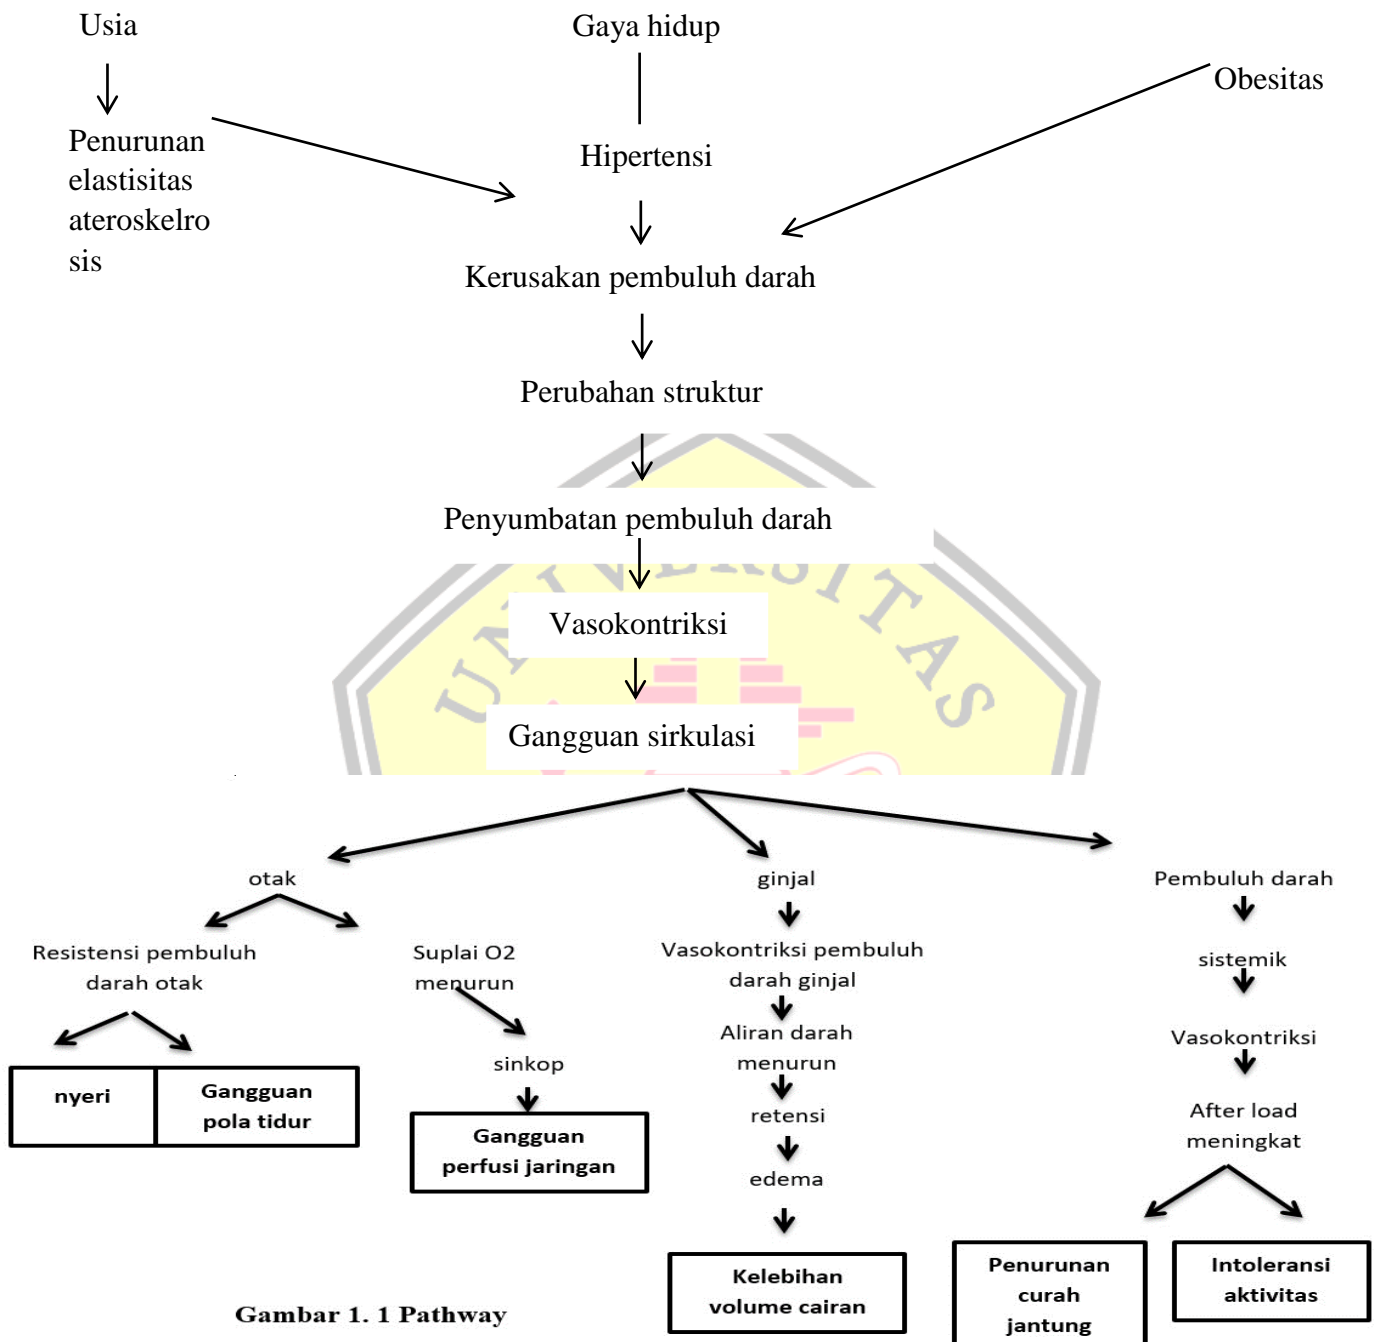 Usia
Gaya hidup
Obesitas
Penurunan
elastisitas
ateroskelro
sis
Hipertensi
Kerusakan pembuluh darah
Perubahan struktur
Penyumbatan pembuluh darah
UNIVERSITAS
Vasokontriksi
Gangguan sirkulasi
otak
ginjal
Pembuluh darah
Resistensi pembuluh
darah otak
Suplai O2
menurun
Vasokontriksi pembuluh
darah ginjal
sistemik
Aliran darah
menurun
Vasokontriksi
sinkop
nyeri
Gangguan
pola tidur
retensi
After load
meningkat
Gangguan
perfusi jaringan
edema
Kelebihan
volume cairan
Penurunan
curah
jantung
Intoleransi
aktivitas
Gambar 1. 1 Pathway